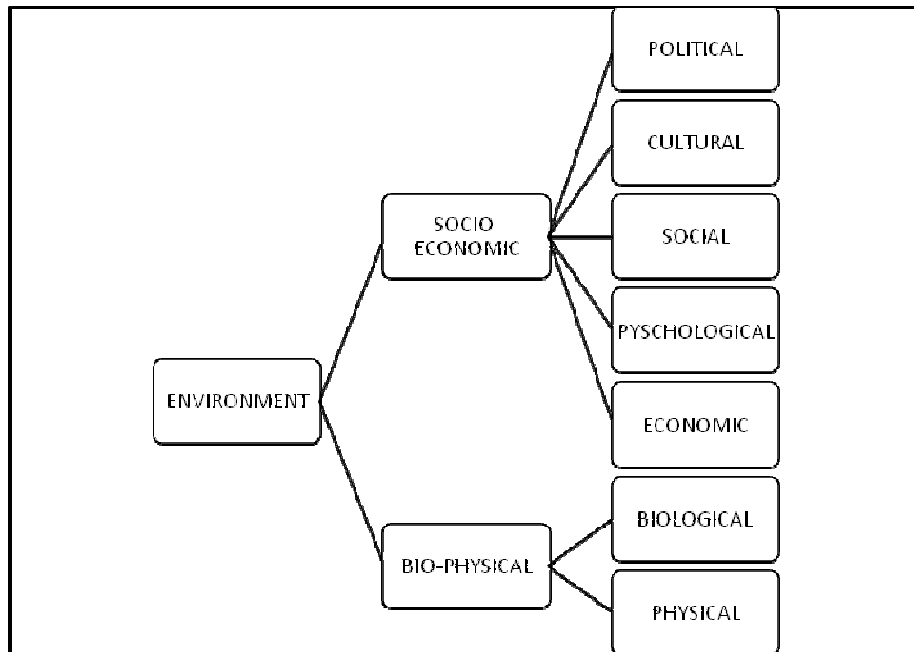 POLITICAL
CULTURAL
SOCIO
ECONOMIC
SOCIAL
PYSCHOLOGICAL
ENVIRONMENT
ECONOMIC
BIOLOGICAL
BIO-PHYSICAL
PHYSICAL